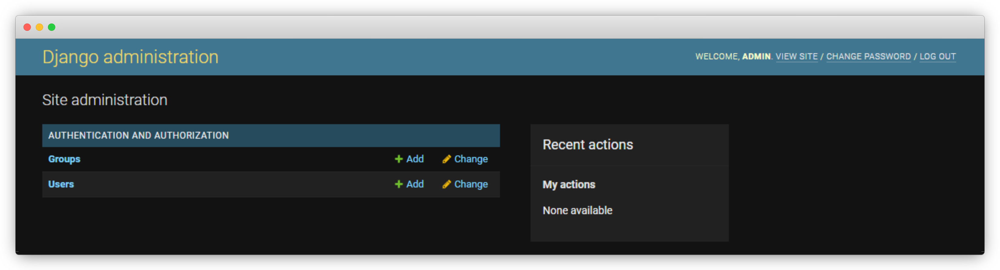 Django administration
WELCOME, ADMIN. VIEW SITE / CHANGE PASSWORD / LOG OUT
Site administration
AUTHENTICATION AND AUTHORIZATION
Groups Add Change
Users Add Change
Recent actions
My actions
None available